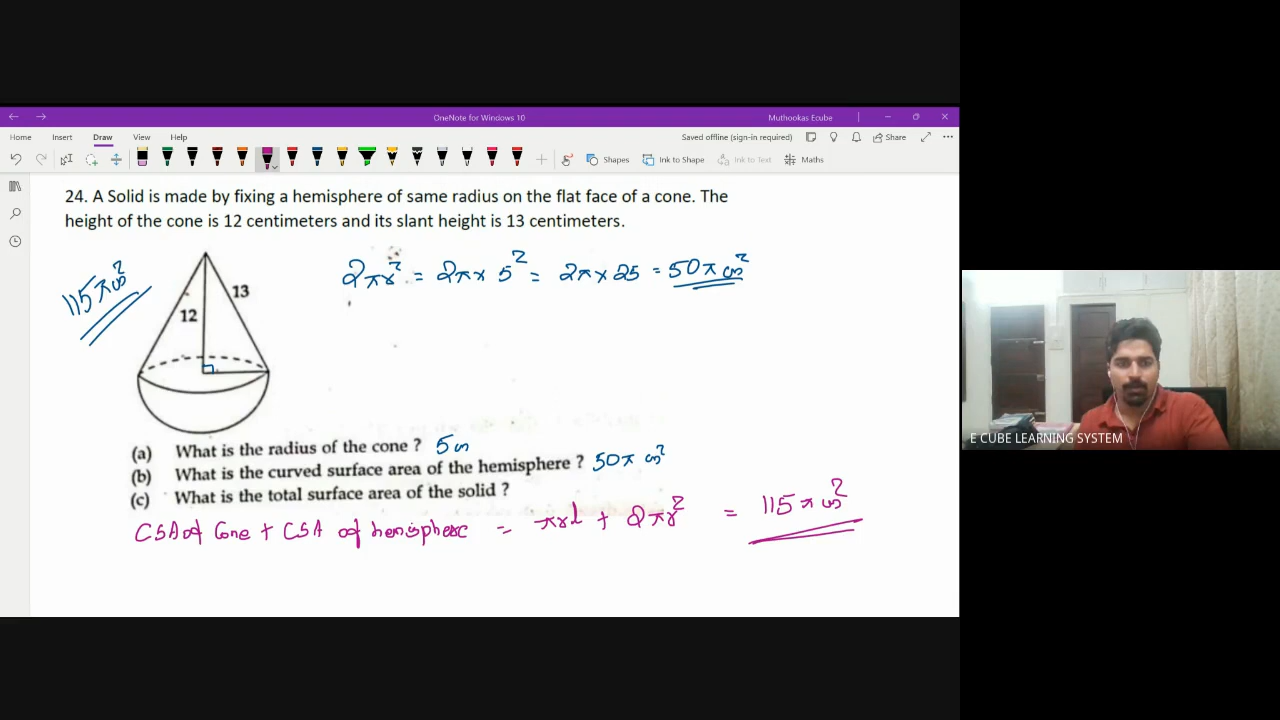 OneNote for Windows 10
Muthookas Ecube
Home Insert Draw View Help
Saved offline (sign-in required) Share
Shapes Ink to Shape Ink to Text Maths
24. A Solid is made by fixing a hemisphere of same radius on the flat face of a cone. The
height of the cone is 12 centimeters and its slant height is 13 centimeters.
2πr² = 2π × 5² = 2π × 25 = 50π cm²
115π cm²
13
12
(a) What is the radius of the cone ? 5cm
(b) What is the curved surface area of the hemisphere ? 50π cm²
(c) What is the total surface area of the solid ?
CSA of Cone + CSA of hemisphere = πrl + 2πr² = 115π cm²
E CUBE LEARNING SYSTEM